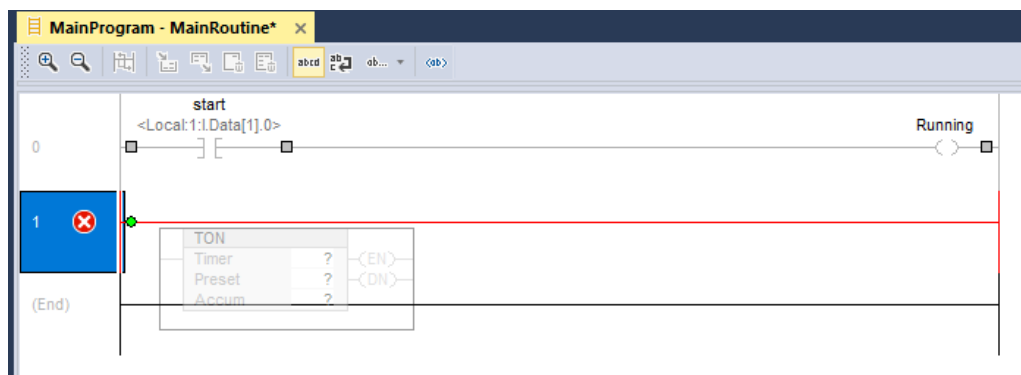 MainProgram - MainRoutine*
abcd ab c ab... <ab>
start
<Local:1:I.Data[1].0>
Running
0
1
TON
Timer ? (EN)
Preset ? (DN)
Accum ?
(End)